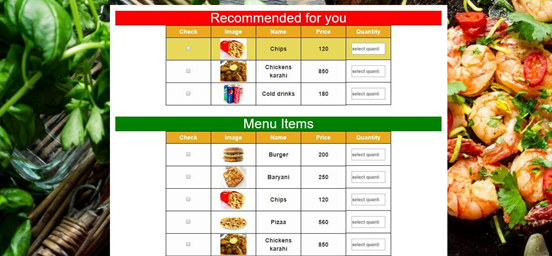 Recommended for you
Check Image Name Price Quantity
Chips 120 select quanti
Chickens
karahi
850 select quanti
Cold drinks 180 select quanti
Menu Items
Check Image Name Price Quantity
Burger 200 select quanti
Baryani 250 select quanti
Chips 120 select quanti
Pizaa 560 select quanti
Chickens
karahi
850 select quanti